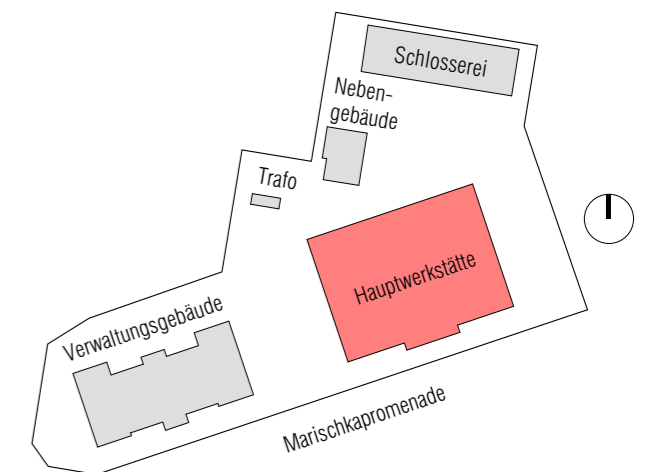 Schlosserei
Neben-
gebäude
Trafo
Hauptwerkstätte
Verwaltungsgebäude
Marischkapromenade